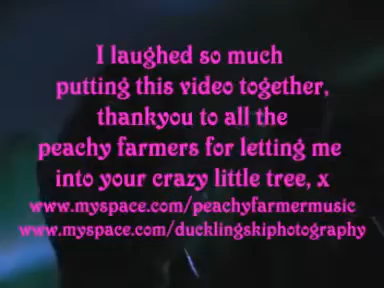 I laughed so much
putting this video together,
thankyou to all the
peachy farmers for letting me
into your crazy little tree, x
www.myspace.com/peachyfarmermusic
www.myspace.com/ducklingskiphotography